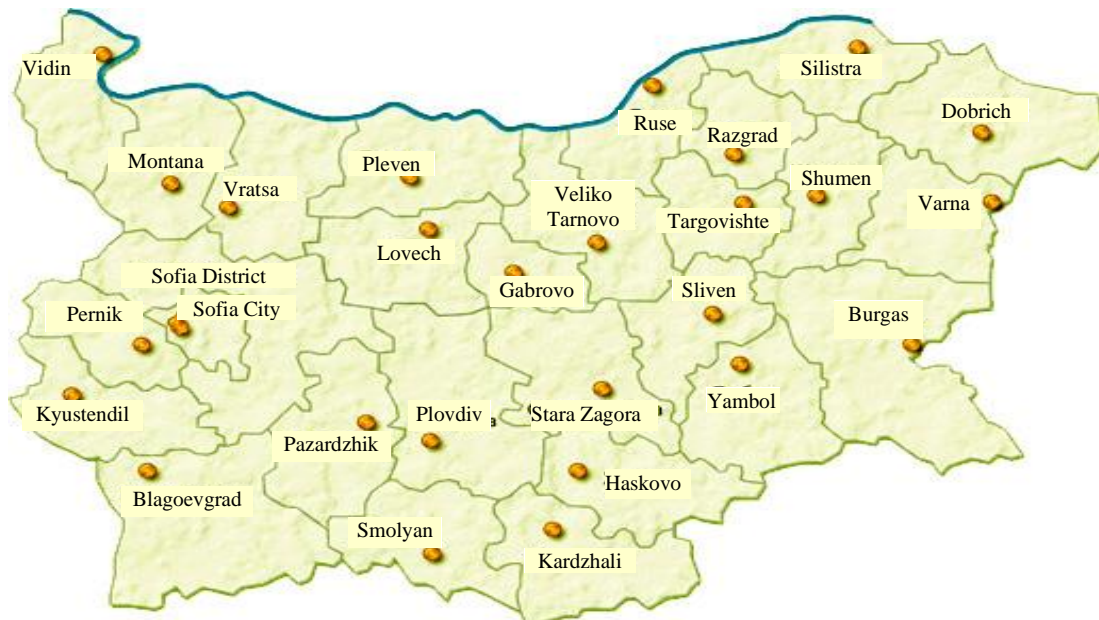 Vidin
Silistra
Dobrich
Ruse
Razgrad
Montana
Pleven
Vratsa
Veliko
Tarnovo
Shumen
Targovishte
Varna
Lovech
Sofia District
Gabrovo
Sliven
Pernik
Sofia City
Burgas
Kyustendil
Plovdiv
Stara Zagora
Yambol
Pazardzhik
Blagoevgrad
Haskovo
Smolyan
Kardzhali